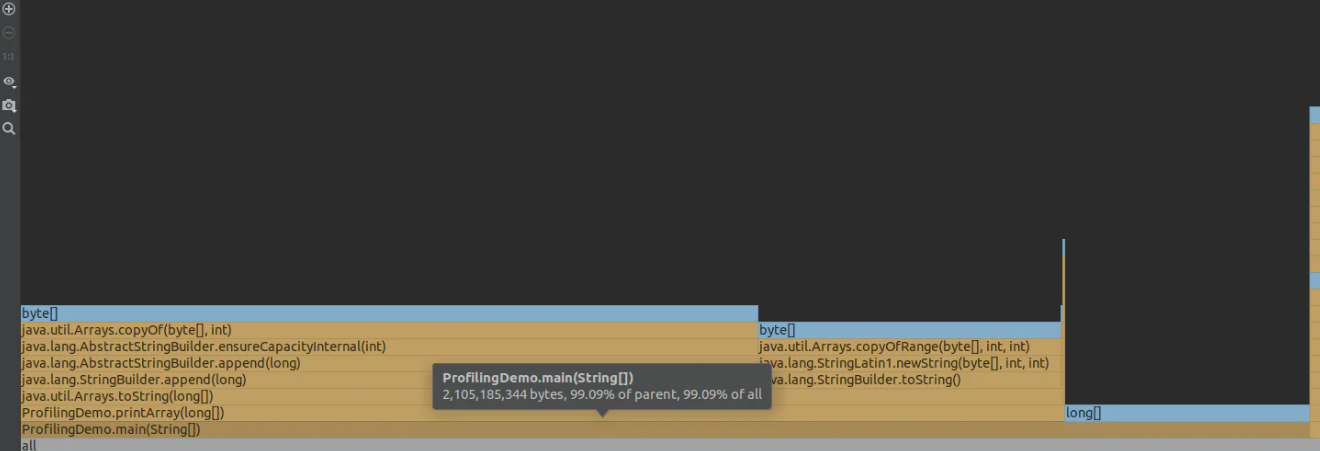 1:1
byte[]
java.util.Arrays.copyOf(byte[], int)
byte[]
java.lang.AbstractStringBuilder.ensureCapacityInternal(int)
java.util.Arrays.copyOfRange(byte[], int, int)
java.lang.AbstractStringBuilder.append(long)
java.lang.StringLatin1.newString(byte[], int, int)
java.lang.StringBuilder.append(long)
ProfilingDemo.main(String[])
java.lang.StringBuilder.toString()
java.util.Arrays.toString(long[])
2,105,185,344 bytes, 99.09% of parent, 99.09% of all
ProfilingDemo.printArray(long[])
long[]
ProfilingDemo.main(String[])
all